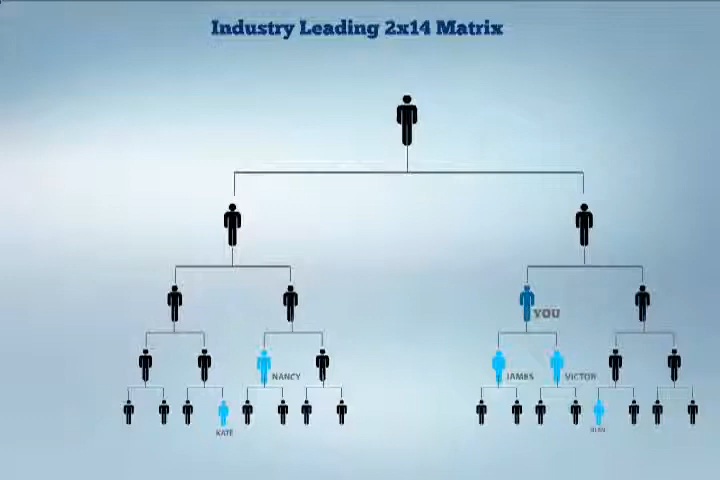 Industry Leading 2x14 Matrix
YOU
NANCY
JAMES
VICTOR
KATE